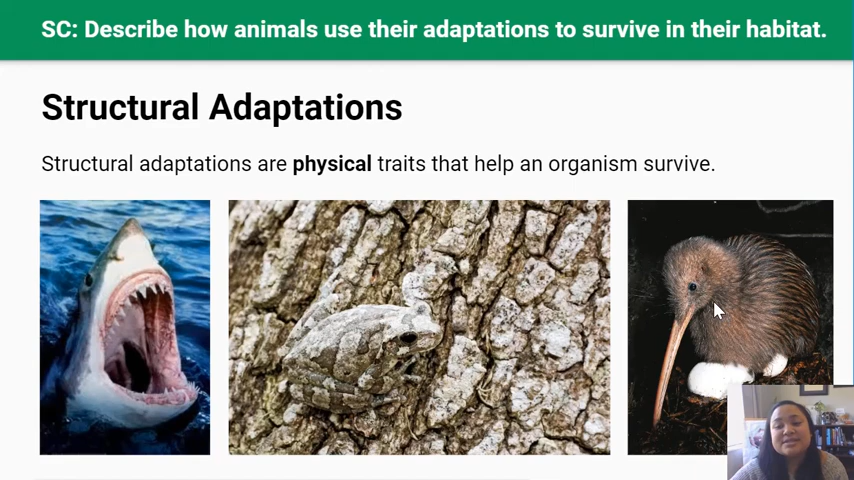 SC: Describe how animals use their adaptations to survive in their habitat.
Structural Adaptations
Structural adaptations are physical traits that help an organism survive.